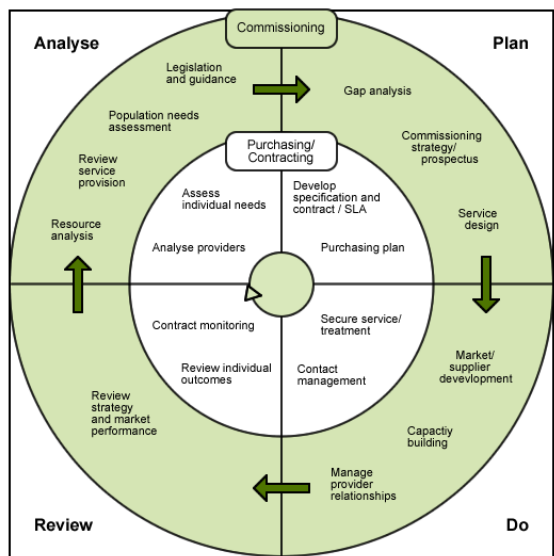 Analyse
Commissioning
Plan
Legislation
and guidance
Gap analysis
Population needs
assessment
Commissioning
strategy/
prospectus
Review
service
provision
Purchasing/
Contracting
Assess
individual needs
Develop
specification and
contract / SLA
Resource
analysis
Service
design
Analyse providers
Purchasing plan
Contract monitoring
Secure service/
treatment
Review individual
outcomes
Contact
management
Market/
supplier
devevlopment
Review
strategy
and market
performance
Capactiy
building
Manage
provider
relationships
Review
Do